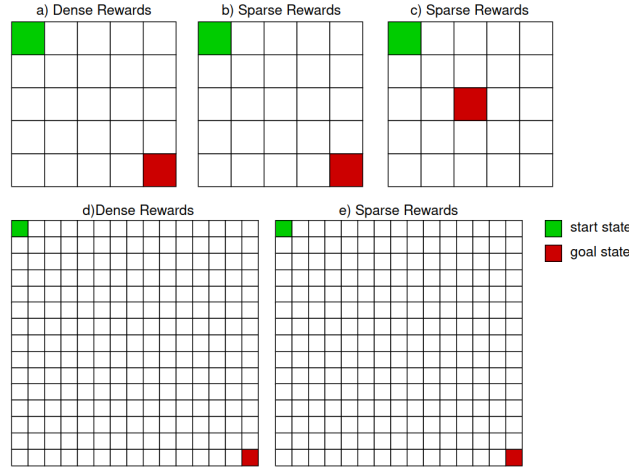 a) Dense Rewards
b) Sparse Rewards
c) Sparse Rewards
d)Dense Rewards
e) Sparse Rewards
start state
goal state